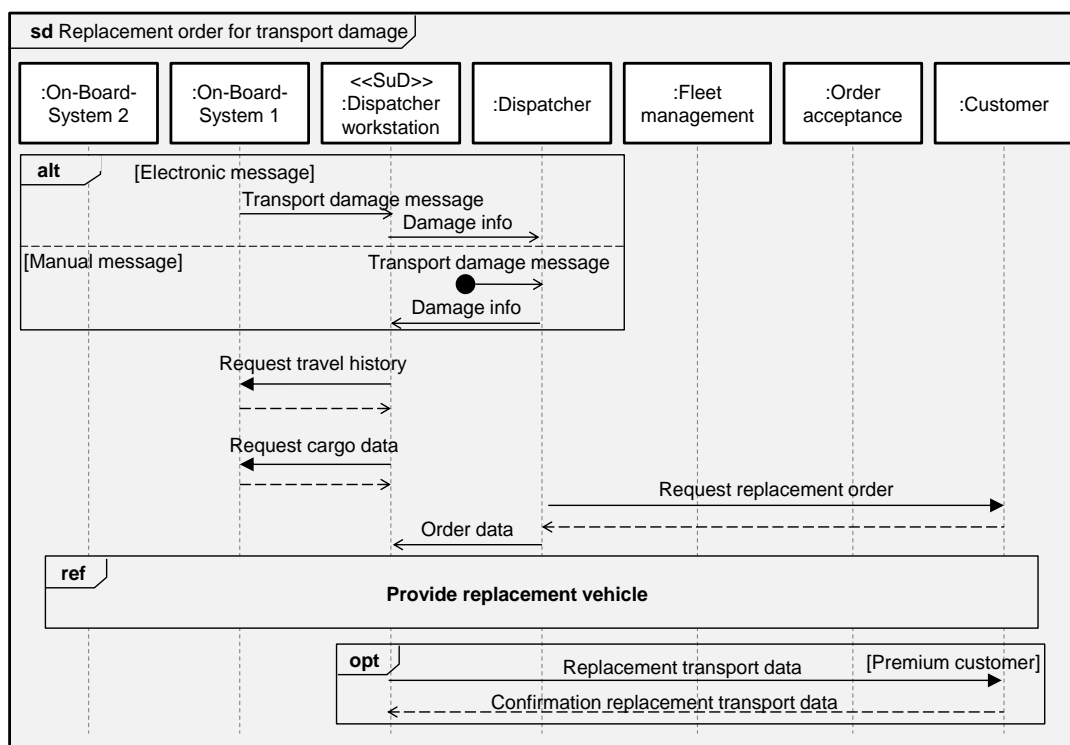 sd Replacement order for transport damage
:On-Board-
System 2
:On-Board-
System 1
<<SuD>>
:Dispatcher
workstation
:Dispatcher
:Fleet
management
:Order
acceptance
:Customer
alt
[Electronic message]
Transport damage message
Damage info
[Manual message]
Transport damage message
Damage info
Request travel history
Request cargo data
Request replacement order
Order data
ref
Provide replacement vehicle
opt
Replacement transport data
[Premium customer]
Confirmation replacement transport data